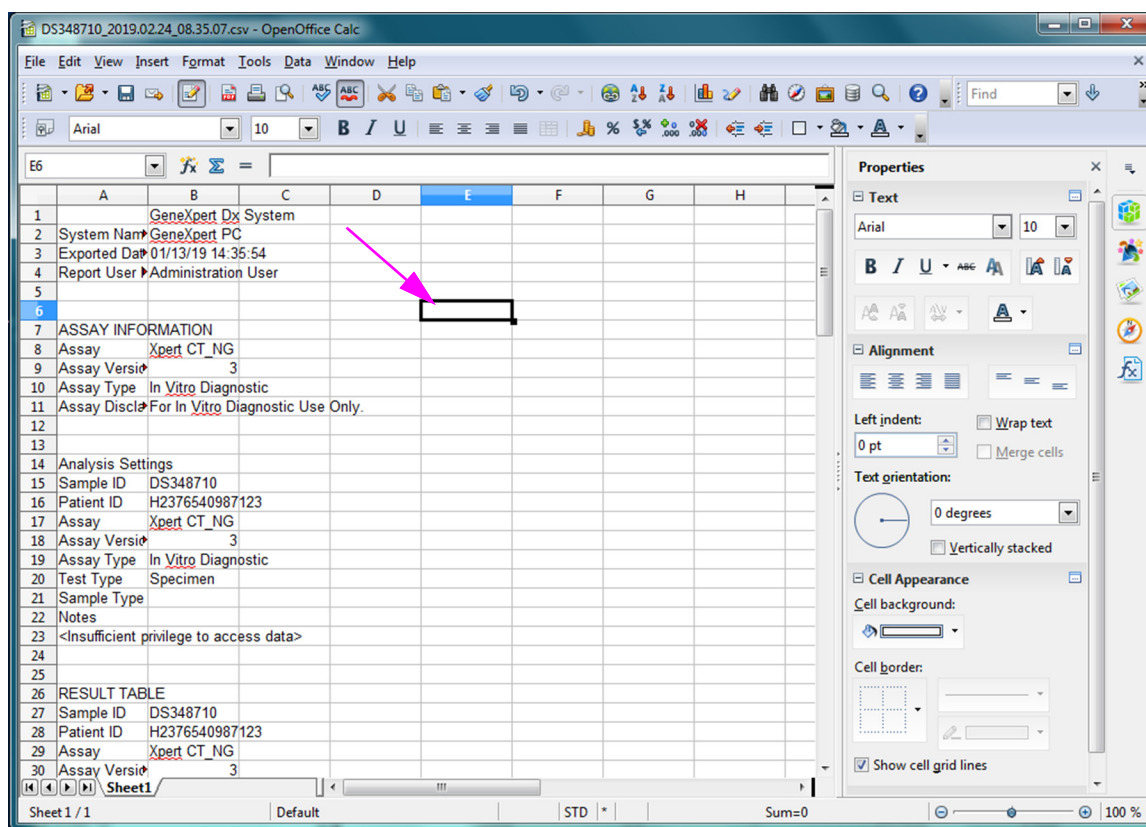 DS348710_2019.02.24_08.35.07.csv - OpenOffice Calc
File Edit View Insert Format Tools Data Window Help
Find
Arial 10
E6
A B C D E F G H
1 GeneXpert Dx System
2 System Nam GeneXpert PC
3 Exported Dat 01/13/19 14:35:54
4 Report User Administration User
5
6
7 ASSAY INFORMATION
8 Assay Xpert CT_NG
9 Assay Versio 3
10 Assay Type In Vitro Diagnostic
11 Assay Discla For In Vitro Diagnostic Use Only.
12
13
14 Analysis Settings
15 Sample ID DS348710
16 Patient ID H2376540987123
17 Assay Xpert CT_NG
18 Assay Versio 3
19 Assay Type In Vitro Diagnostic
20 Test Type Specimen
21 Sample Type
22 Notes
23 <Insufficient privilege to access data>
24
25
26 RESULT TABLE
27 Sample ID DS348710
28 Patient ID H2376540987123
29 Assay Xpert CT_NG
30 Assay Versio 3
Sheet1
Sheet 1 / 1 Default STD * Sum=0 100 %
Properties
Text
Arial 10
B I U ABC
Alignment
Left indent:
Wrap text
0 pt
Merge cells
Text orientation:
0 degrees
Vertically stacked
Cell Appearance
Cell background:
Cell border:
Show cell grid lines